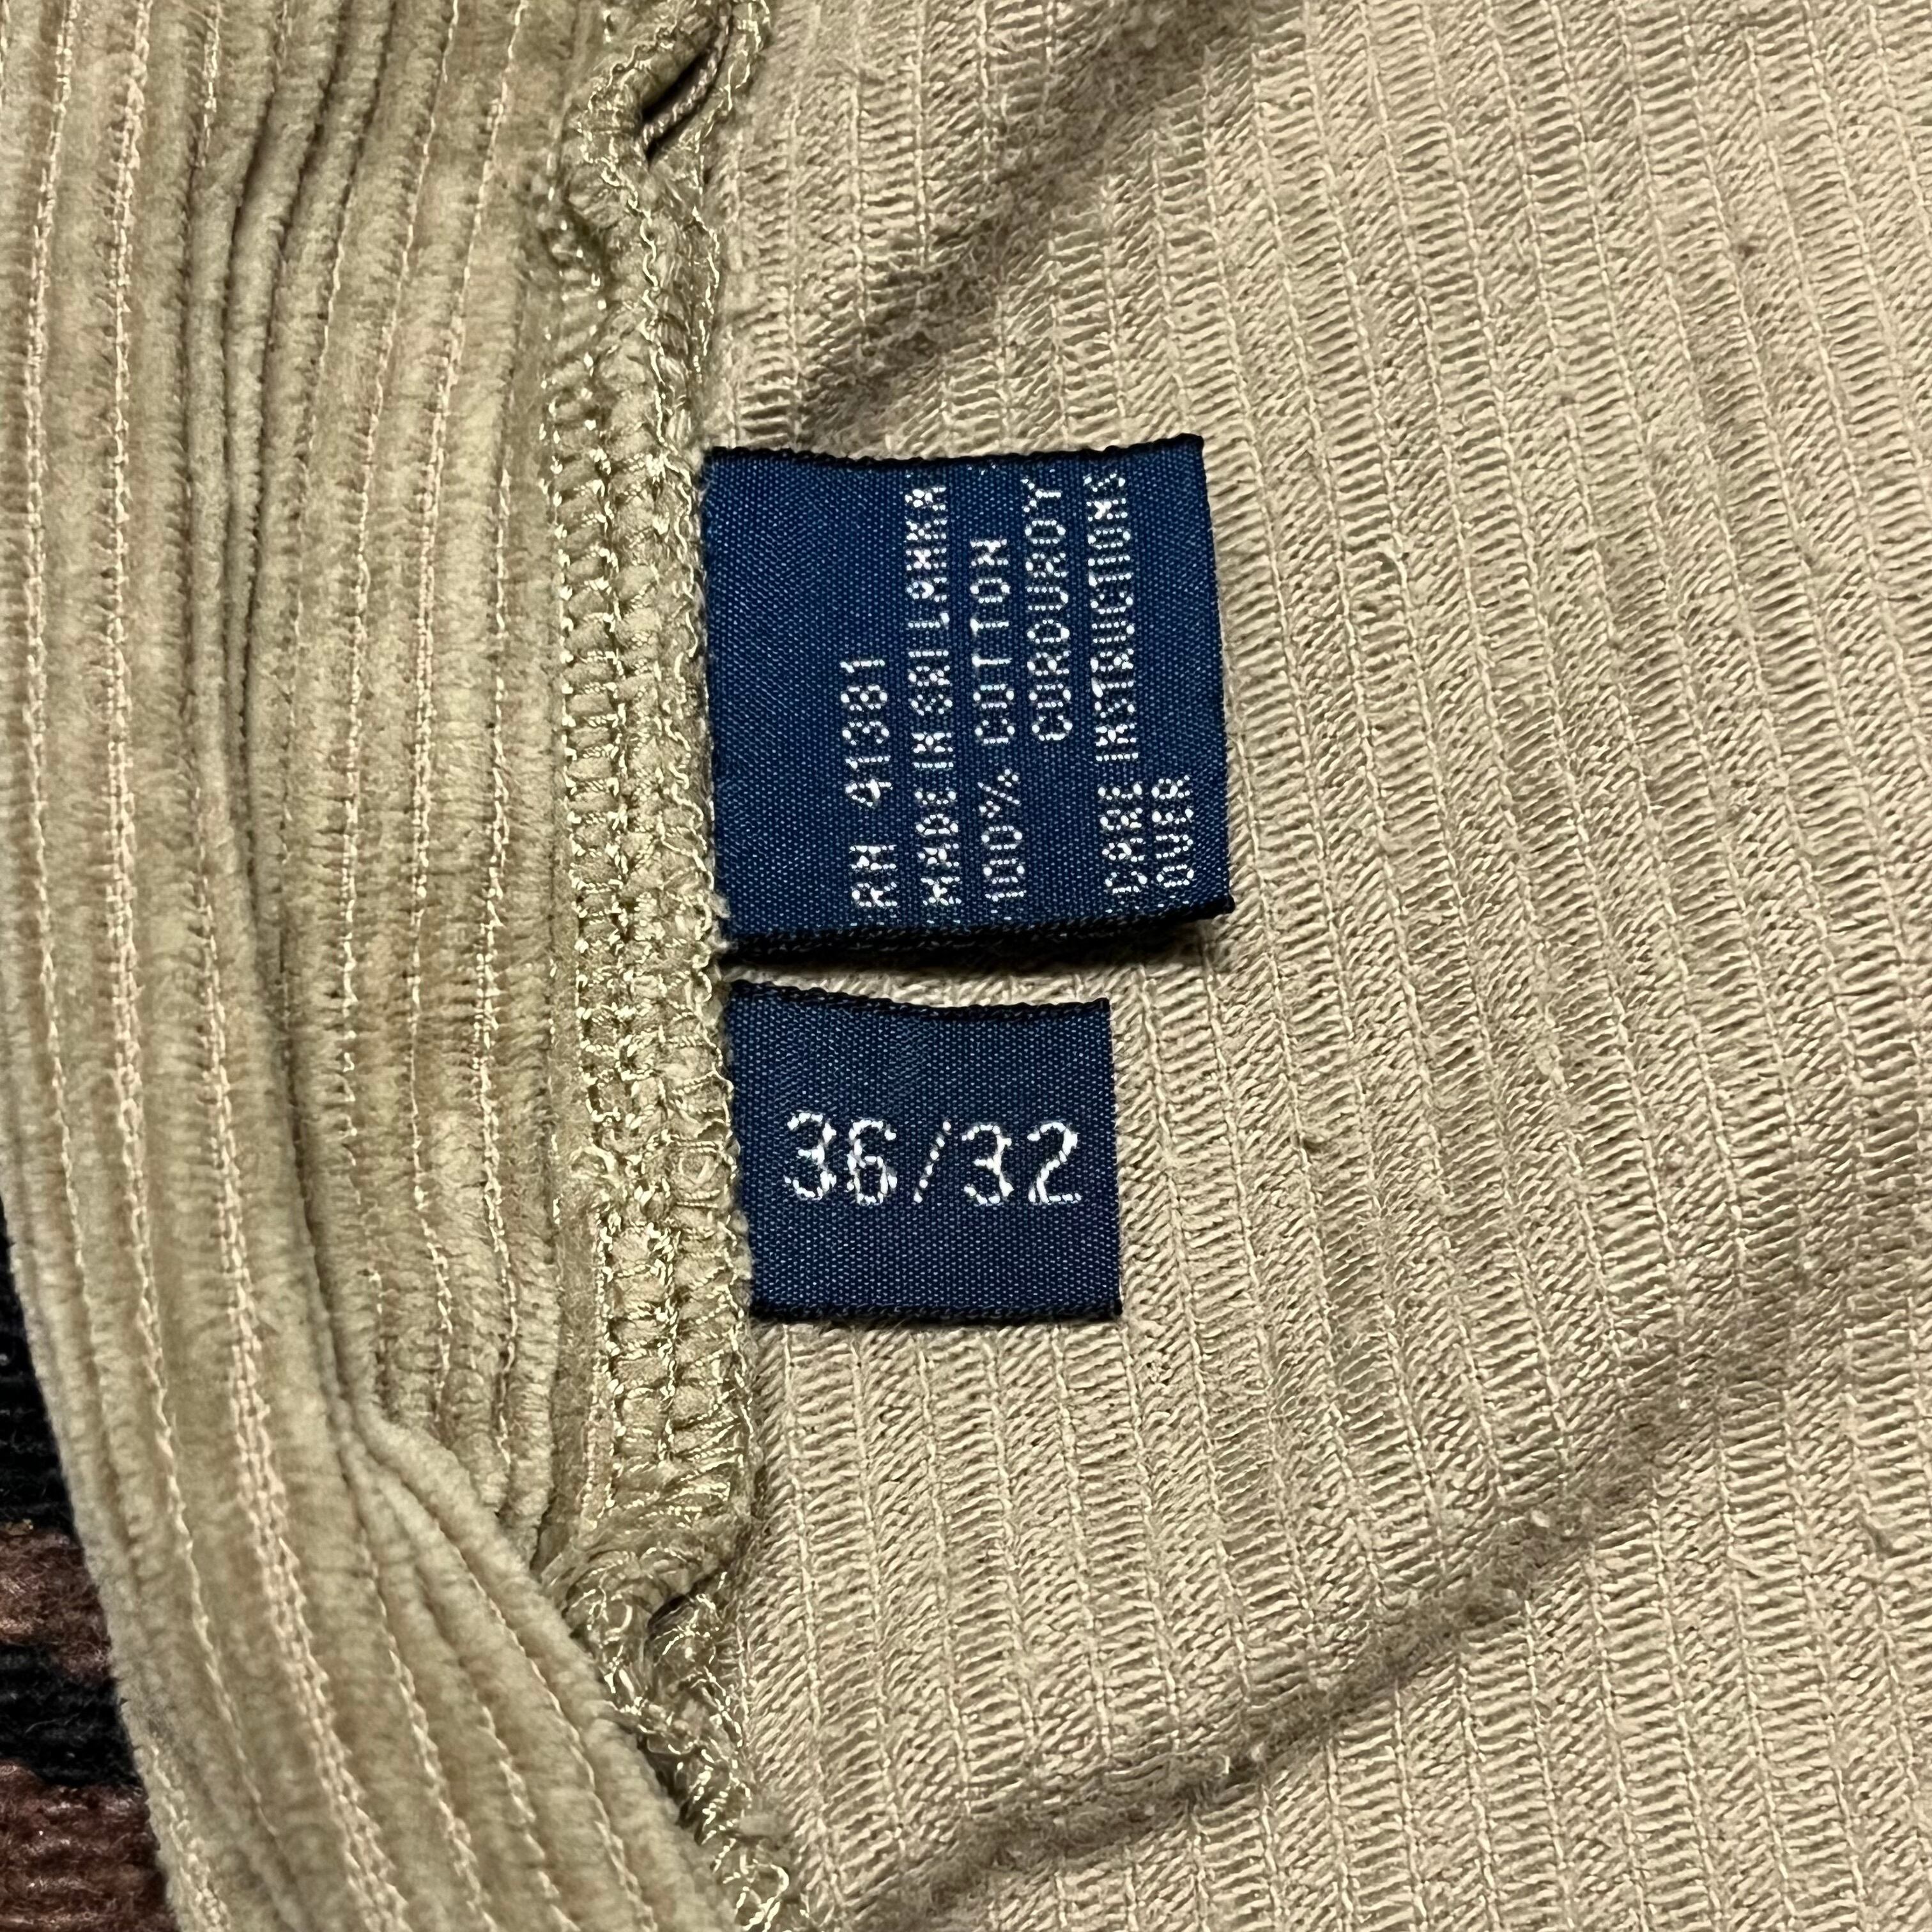 RN 41381
MADE IN SRI LANKA
100% COTTON
CORDUROY
CARE INSTRUCTIONS
OVER
36/32